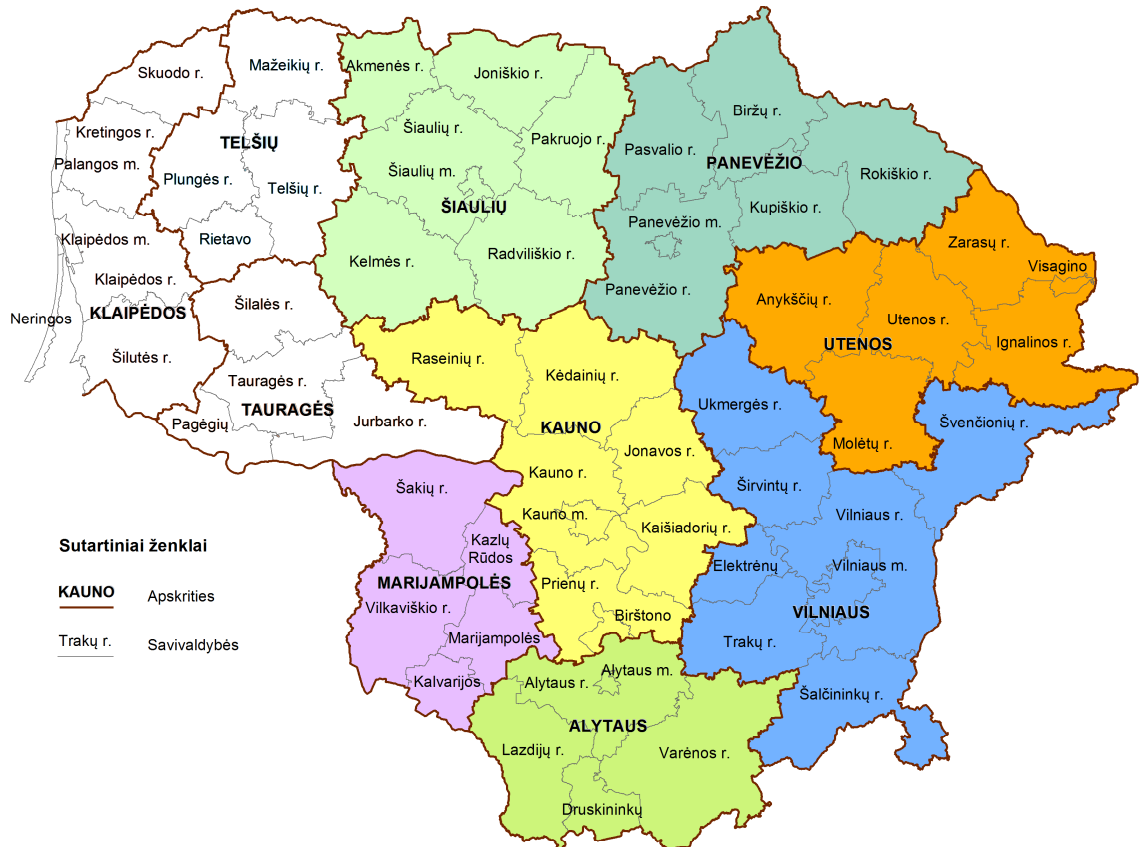 Skuodo r.
Mažeikių r.
Akmenės r.
Joniškio r.
Kretingos r.
TELŠIŲ
Šiaulių r.
Pakruojo r.
Biržų r.
Pasvalio r.
PANEVĖŽIO
Rokiškio r.
Palangos m.
Plungės r.
Telšių r.
Šiaulių m.
ŠIAULIŲ
Kupiškio r.
Panevėžio m.
Klaipėdos m.
Rietavo
Kelmės r.
Radviliškio r.
Zarasų r.
Visagino
Klaipėdos r.
Panevėžio r.
Anykščių r.
Šilalės r.
KLAIPĖDOS
Neringos
Utenos r.
UTENOS
Ignalinos r.
Šilutės r.
Raseinių r.
Kėdainių r.
Tauragės r.
TAURAGĖS
Ukmergės r.
Pagėgių
Jurbarko r.
KAUNO
Švenčionių r.
Molėtų r.
Jonavos r.
Kauno r.
Šakių r.
Širvintų r.
Kauno m.
Kaišiadorių r.
Vilniaus r.
Kazlų
Rūdos
Elektrėnų
Vilniaus m.
MARIJAMPOLĖS
Prienų r.
Vilkaviškio r.
Birštono
VILNIAUS
Marijampolės
Trakų r.
Kalvarijos
Alytaus r.
Alytaus m.
Šalčininkų r.
ALYTAUS
Lazdijų r.
Varėnos r.
Druskininkų
Sutartiniai ženklai
KAUNO
Apskrities
Trakų r.
Savivaldybės